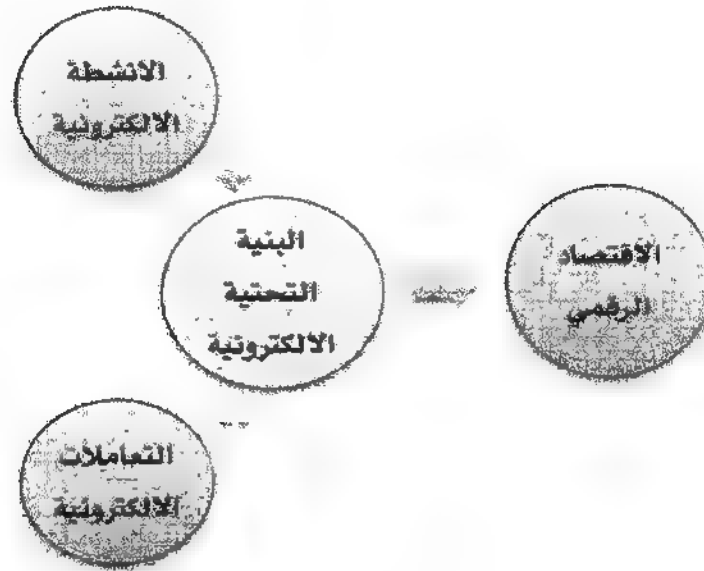 الانشطة
الالكترونية
البنية
التحتية
الالكترونية
الاقتصاد
الرقمي
التعاملات
الالكترونية